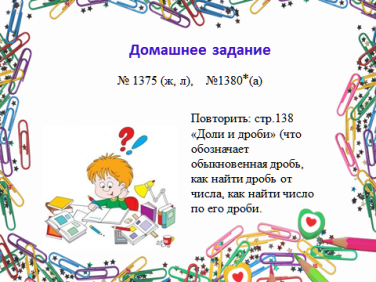 Домашнее задание
№ 1375 (ж, л), №1380*(а)
Повторить: стр.138
«Доли и дроби» (что
обозначает
обыкновенная дробь,
как найти дробь от
числа, как найти число
по его дроби.